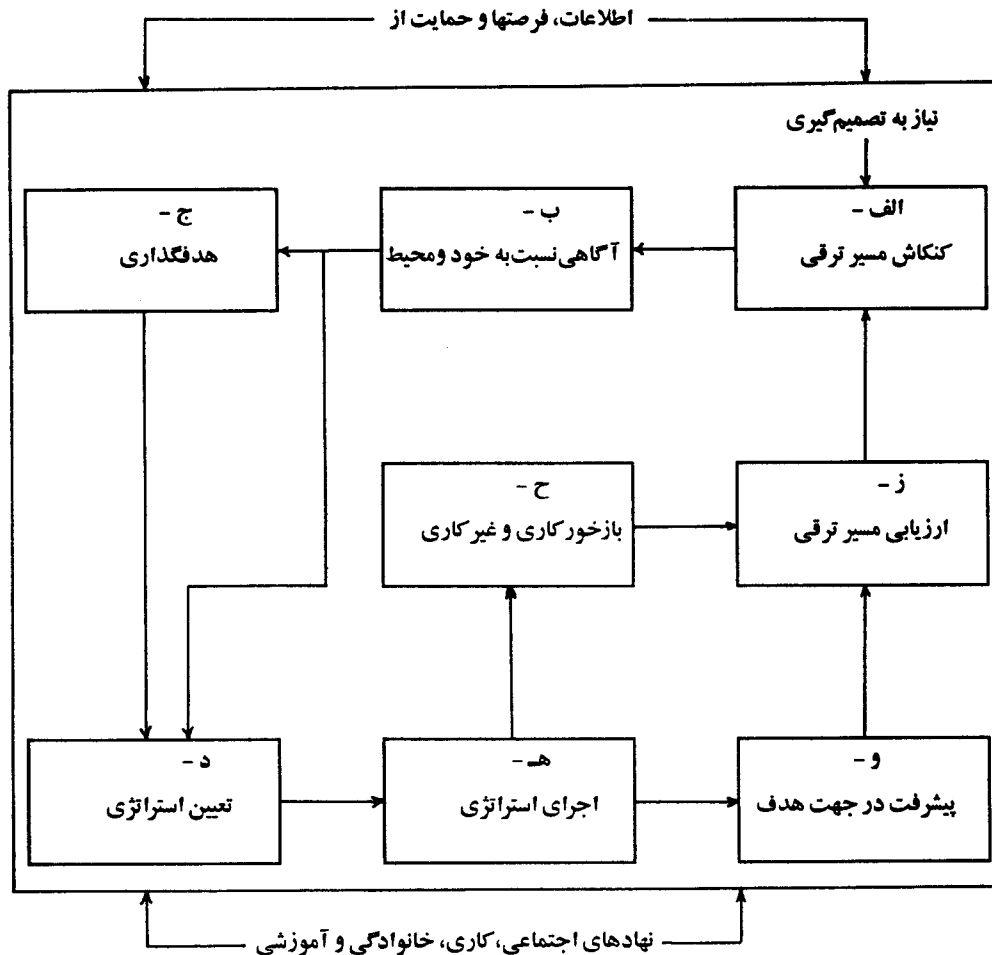 اطلاعات، فرصتها و حمایت از
نیاز به تصمیم‌گیری
الف –
کنکاش مسیر ترقی
ب –
آگاهی نسبت به خود و محیط
ج –
هدفگذاری
ز –
ارزیابی مسیر ترقی
ح –
بازخور کاری و غیر کاری
و –
پیشرفت در جهت هدف
هـ –
اجرای استراتژی
د –
تعیین استراتژی
نهادهای اجتماعی، کاری، خانوادگی و آموزشی